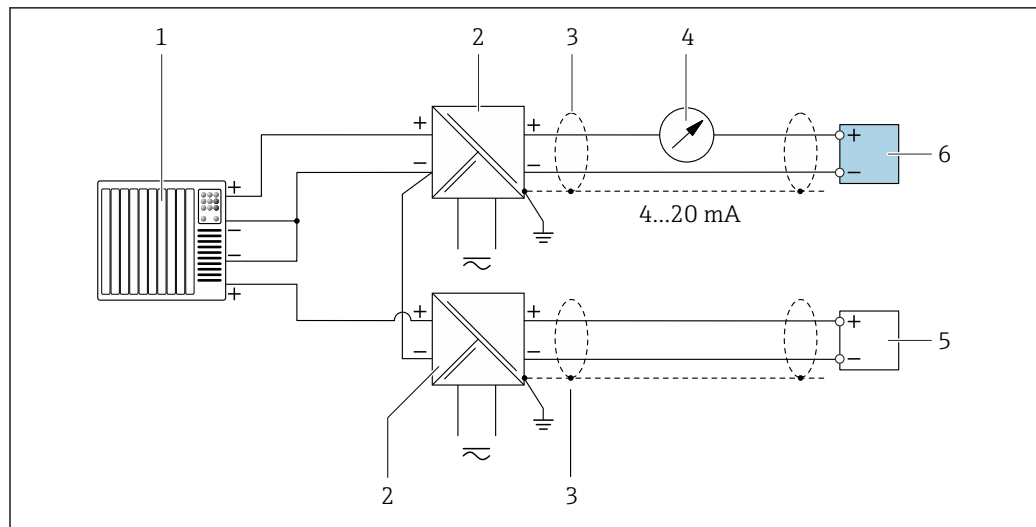 1 2 3 4
+ + +
− − − 6
+
− 4...20 mA
−
+
+ + + 5
− − −
2 3